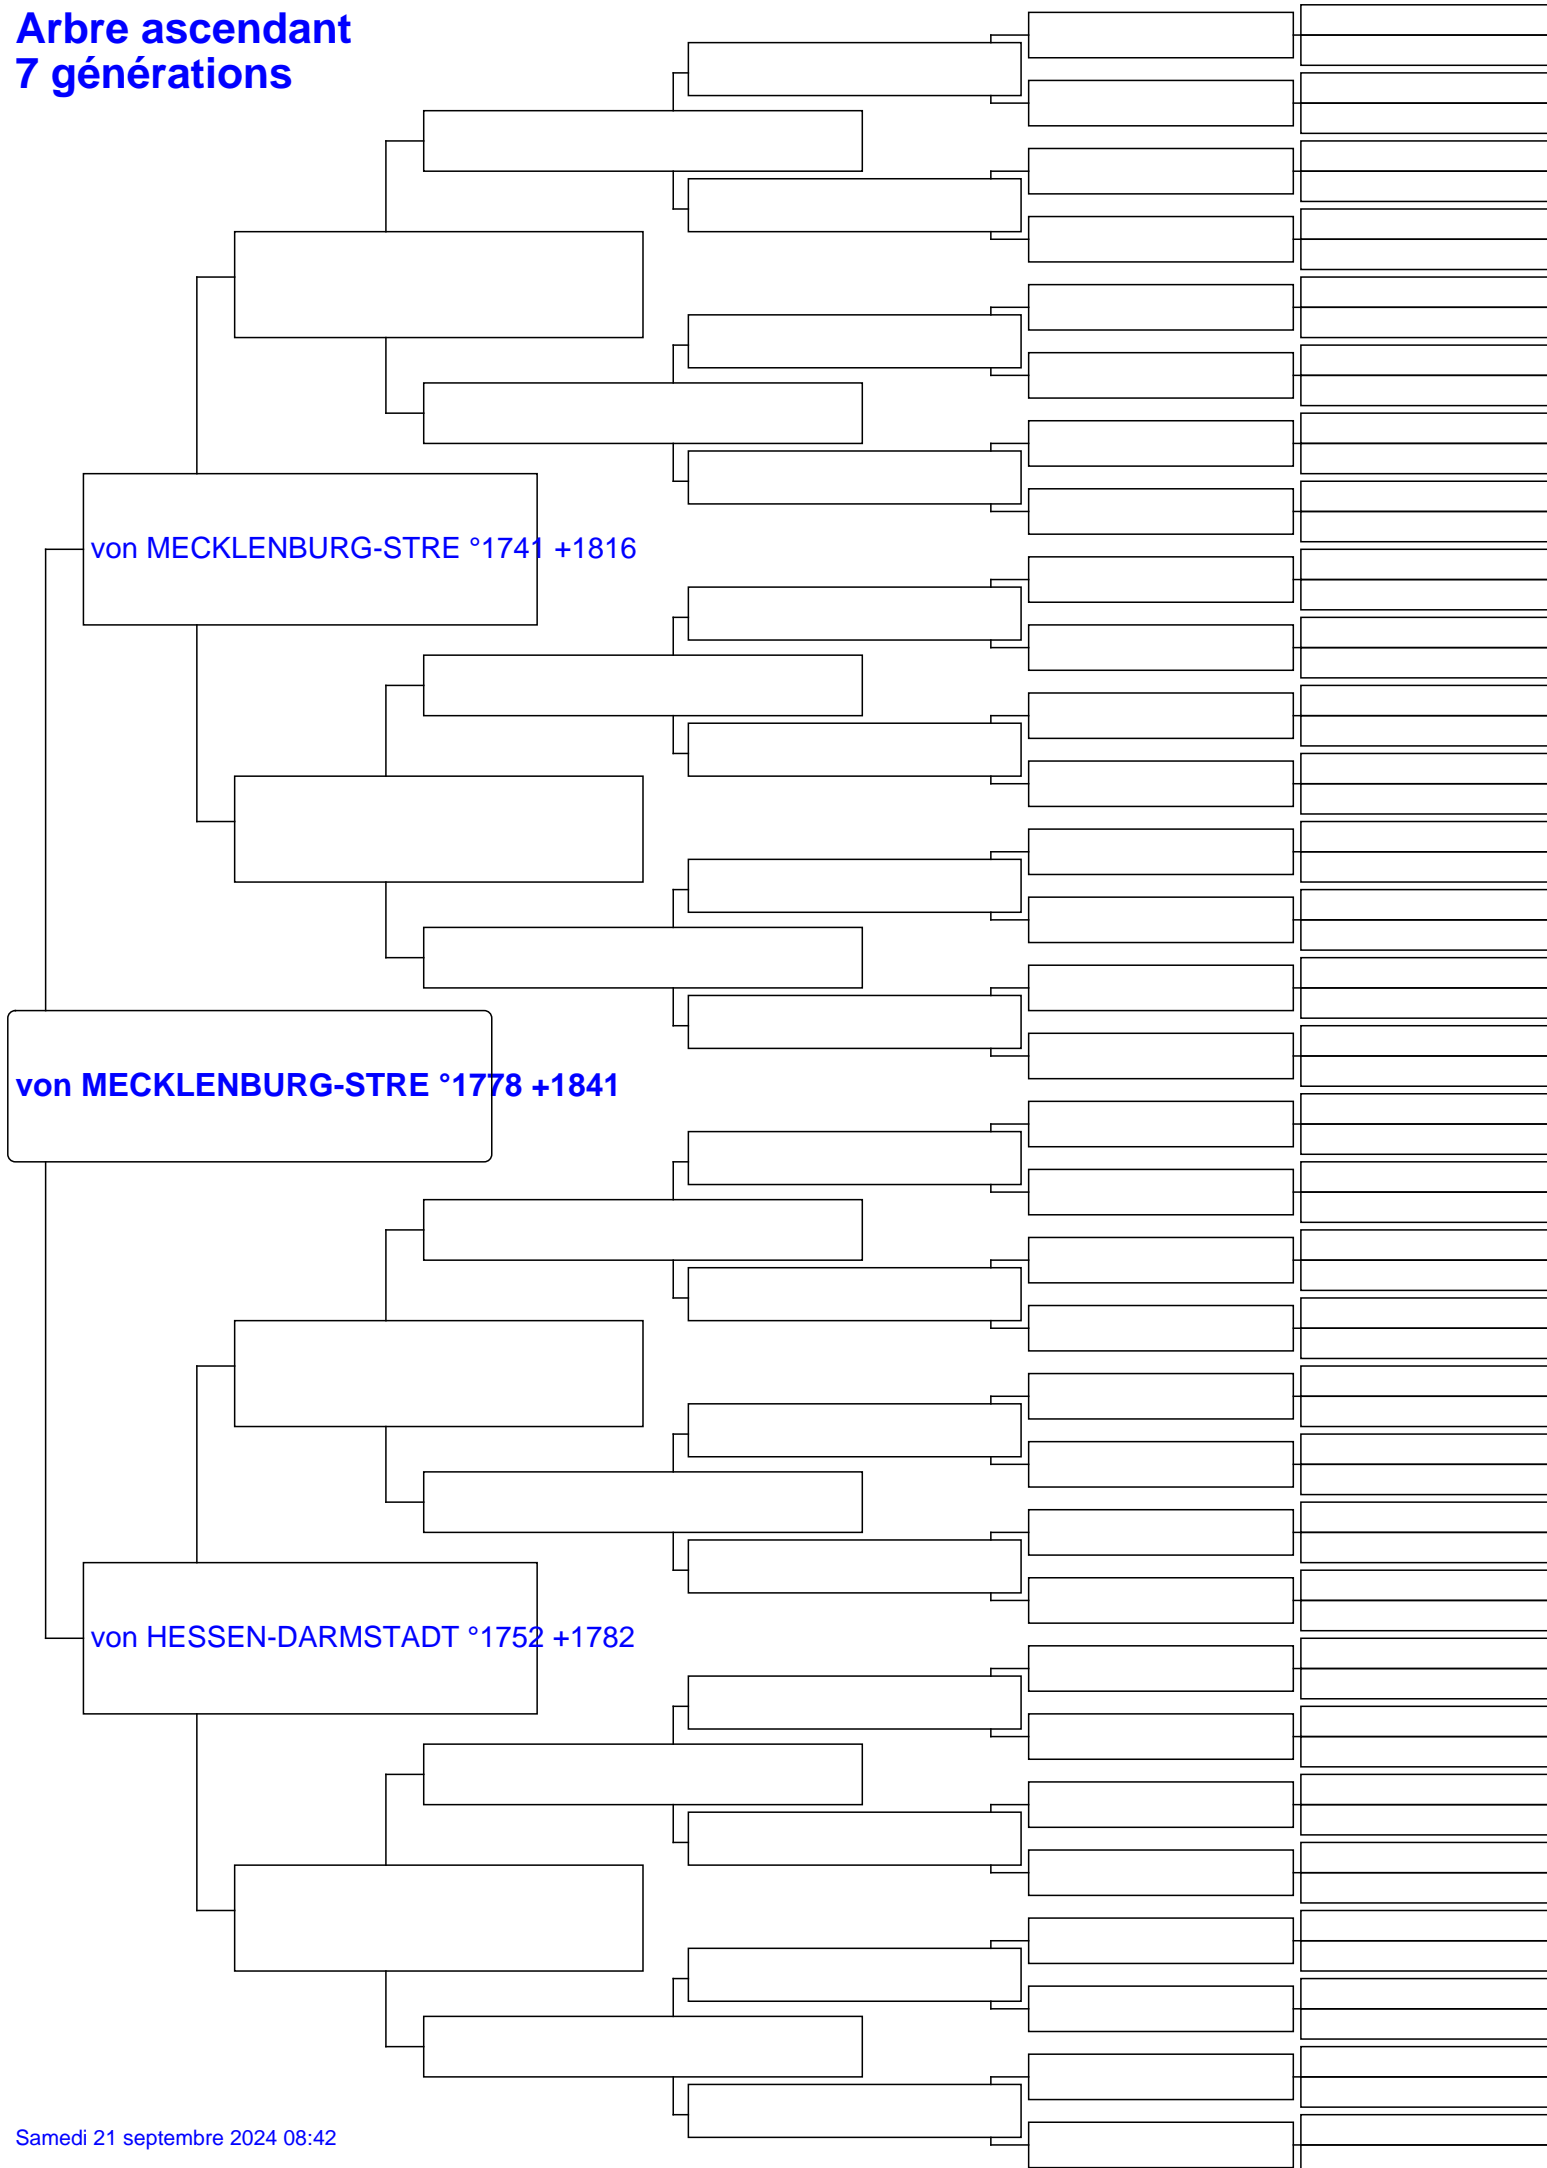 Arbre ascendant
7 générations
von MECKLENBURG-STRE °1741 +1816
von MECKLENBURG-STRE °1778 +1841
von HESSEN-DARMSTADT °1752 +1782
Samedi 21 septembre 2024 08:42